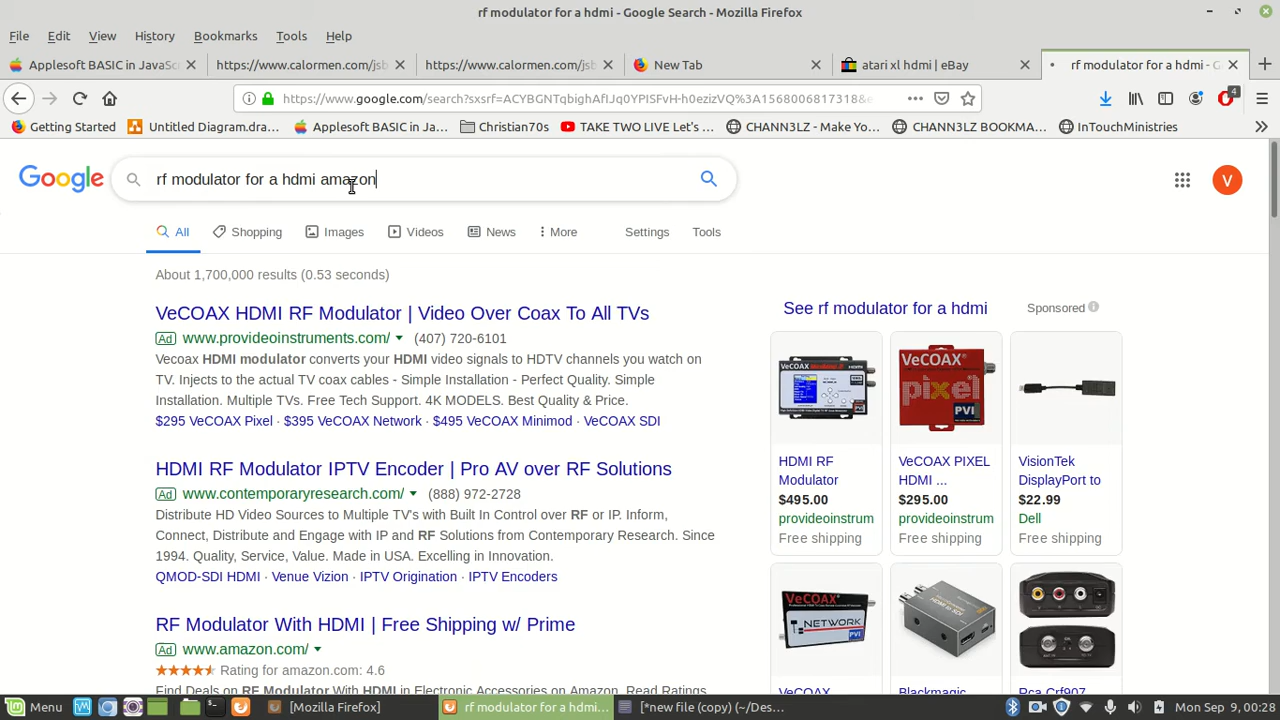 rf modulator for a hdmi - Google Search - Mozilla Firefox
File Edit View History Bookmarks Tools Help
Applesoft BASIC in JavaSc
https://www.calormen.com/jsb
https://www.calormen.com/jsb
New Tab
atari xl hdmi | eBay
rf modulator for a hdmi - G
https://www.google.com/search?sxsrf=ACYBGNTqbighAfIJq0YPISFvH-h0ezizVQ%3A1568006817318&e
4
Getting Started
Untitled Diagram.dra...
Applesoft BASIC in Ja...
Christian70s
TAKE TWO LIVE Let's ...
CHANN3LZ - Make Yo...
CHANN3LZ BOOKMA...
InTouchMinistries
Google
rf modulator for a hdmi amazon
V
All Shopping Images Videos News More Settings Tools
About 1,700,000 results (0.53 seconds)
VeCOAX HDMI RF Modulator | Video Over Coax To All TVs
Ad www.provideoinstruments.com/ (407) 720-6101
Vecoax HDMI modulator converts your HDMI video signals to HDTV channels you watch on
TV. Injects to the actual TV coax cables - Simple Installation - Perfect Quality. Simple
Installation. Multiple TVs. Free Tech Support. 4K MODELS. Best Quality & Price.
$295 VeCOAX Pixel · $395 VeCOAX Network · $495 VeCOAX Minimod · VeCOAX SDI
HDMI RF Modulator IPTV Encoder | Pro AV over RF Solutions
Ad www.contemporaryresearch.com/ (888) 972-2728
Distribute HD Video Sources to Multiple TV's with Built In Control over RF or IP. Inform,
Connect, Distribute and Engage with IP and RF Solutions from Contemporary Research. Since
1994. Quality, Service, Value. Made in USA. Excelling in Innovation.
QMOD-SDI HDMI · Venue Vizion · IPTV Origination · IPTV Encoders
RF Modulator With HDMI | Free Shipping w/ Prime
Ad www.amazon.com/
Rating for amazon.com: 4.6
Find Deals on RF Modulator With HDMI in Electronic Accessories on Amazon. Read Ratings
See rf modulator for a hdmi
Sponsored
VeCOAX
pixel
PVI
HDMI RF
Modulator
$495.00
provideoinstrum
Free shipping
VeCOAX PIXEL
HDMI ...
$295.00
provideoinstrum
Free shipping
VisionTek
DisplayPort to
$22.99
Dell
Free shipping
VeCOAX
NETWORK
PVI
VeCOAX
Blackmagic
Rca Crf907
Menu
[Mozilla Firefox]
rf modulator for a hdmi...
[*new file (copy) (~/Des...
Mon Sep 9, 00:28